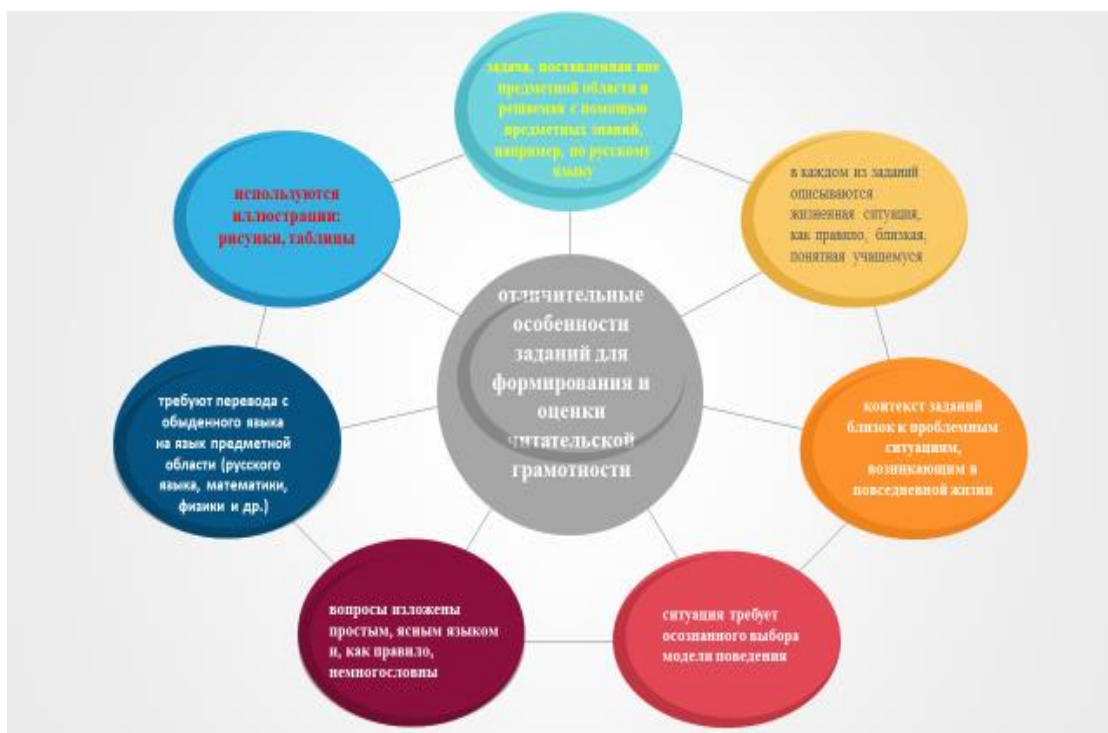 задача, поставленная вне
предметной области и
решаемая с помощью
предметных знаний,
например, по русскому
языку
в каждом из заданий
описываются
жизненная ситуация,
как правило, близкая,
понятная учащемуся
контекст заданий
близок к проблемным
ситуациям,
возникающим в
повседневной жизни
ситуация требует
осознанного выбора
модели поведения
вопросы изложены
простым, ясным языком
и, как правило,
немногословны
требуют перевода с
обыденного языка
на язык предметной
области (русского
языка, математики,
физики и др.)
используются
иллюстрации:
рисунки, таблицы
отличительные
особенности
заданий для
формирования и
оценки
читательской
грамотности